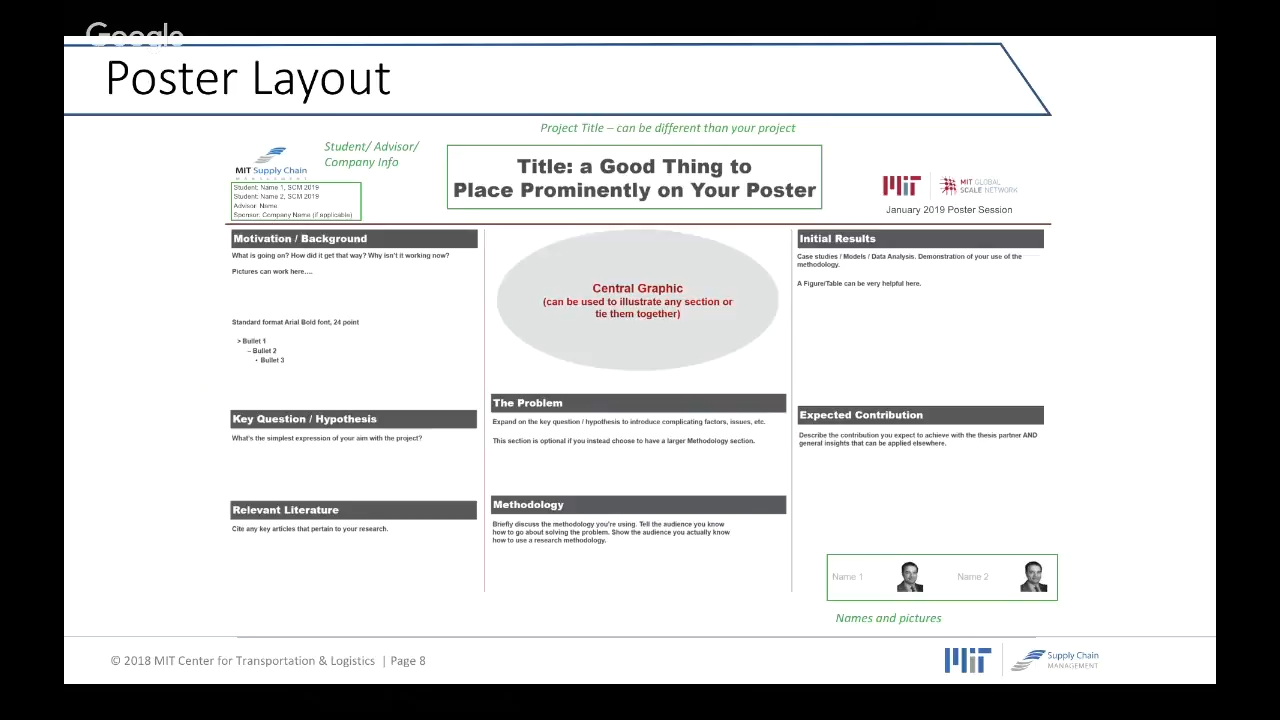 Google
Poster Layout
Project Title – can be different than your project
Student/ Advisor/
Company Info
MIT Supply Chain
MANAGEMENT
Student: Name 1, SCM 2019
Student: Name 2, SCM 2019
Advisor: Name
Sponsor: Company Name (if applicable)
Title: a Good Thing to
Place Prominently on Your Poster
MIT
MIT GLOBAL
SCALE NETWORK
January 2019 Poster Session
Motivation / Background
What is going on? How did it get that way? Why isn't it working now?
Pictures can work here....
Standard format Arial Bold font, 24 point
> Bullet 1
– Bullet 2
• Bullet 3
Key Question / Hypothesis
What's the simplest expression of your aim with the project?
Relevant Literature
Cite any key articles that pertain to your research.
Central Graphic
(can be used to illustrate any section or
tie them together)
The Problem
Expand on the key question / hypothesis to introduce complicating factors, issues, etc.
This section is optional if you instead choose to have a larger Methodology section.
Methodology
Briefly discuss the methodology you're using. Tell the audience you know
how to go about solving the problem. Show the audience you actually know
how to use a research methodology.
Initial Results
Case studies / Models / Data Analysis. Demonstration of your use of the
methodology.
A Figure/Table can be very helpful here.
Expected Contribution
Describe the contribution you expect to achieve with the thesis partner AND
general insights that can be applied elsewhere.
Name 1
Name 2
Names and pictures
© 2018 MIT Center for Transportation & Logistics | Page 8
MIT
Supply Chain
MANAGEMENT